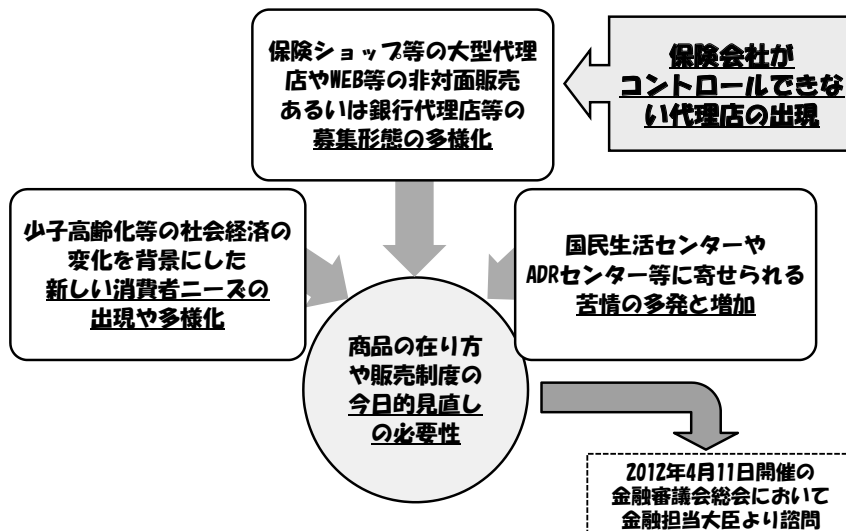 保険ショップ等の大型代理
店やWEB等の非対面販売
あるいは銀行代理店等の
募集形態の多様化
保険会社が
コントロールできな
い代理店の出現
少子高齢化等の社会経済の
変化を背景にした
新しい消費者ニーズの
出現や多様化
国民生活センターや
ADRセンター等に寄せられる
苦情の多発と増加
商品の在り方
や販売制度の
今日的見直し
の必要性
2012年4月11日開催の
金融審議会総会において
金融担当大臣より諮問